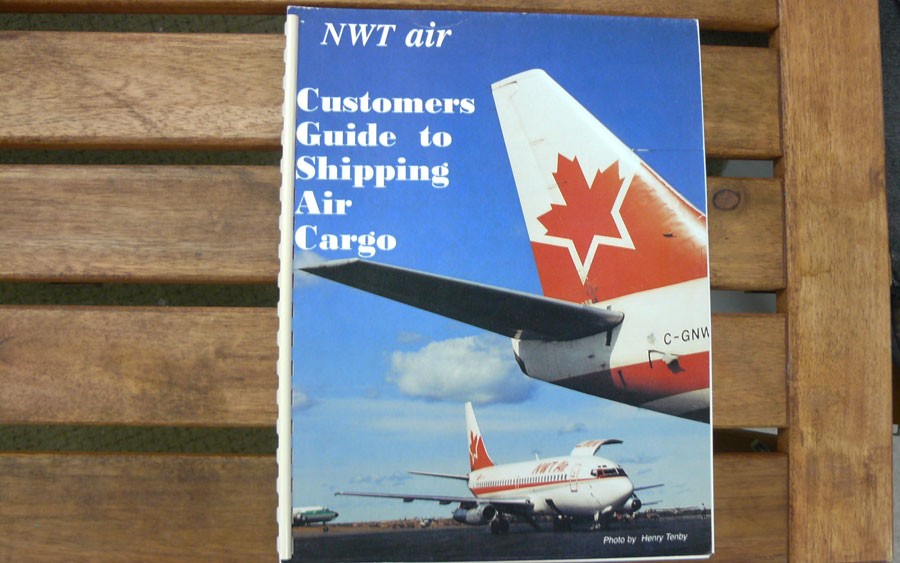 NWT air
Customers
Guide to
Shipping
Air
Cargo
C-GNW
NWT Air
Photo by Henry Tenby